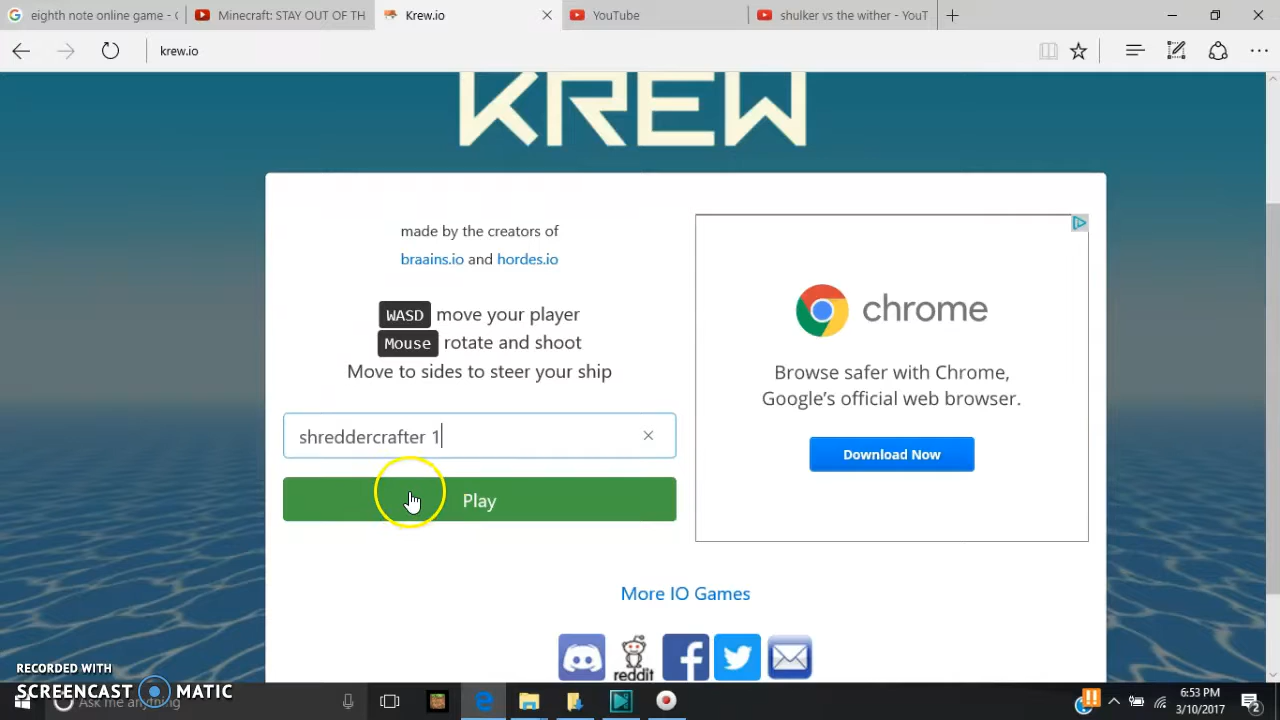 eighth note online game - G
Minecraft: STAY OUT OF TH
Krew.io
YouTube
shulker vs the wither - YouT
krew.io
KREW
made by the creators of
braains.io and hordes.io
WASD move your player
Mouse rotate and shoot
Move to sides to steer your ship
shreddercrafter 1
Play
chrome
Browse safer with Chrome,
Google's official web browser.
Download Now
More IO Games
reddit
RECORDED WITH
SCREENCAST MATIC
Ask me anything
6:53 PM
3/10/2017
2